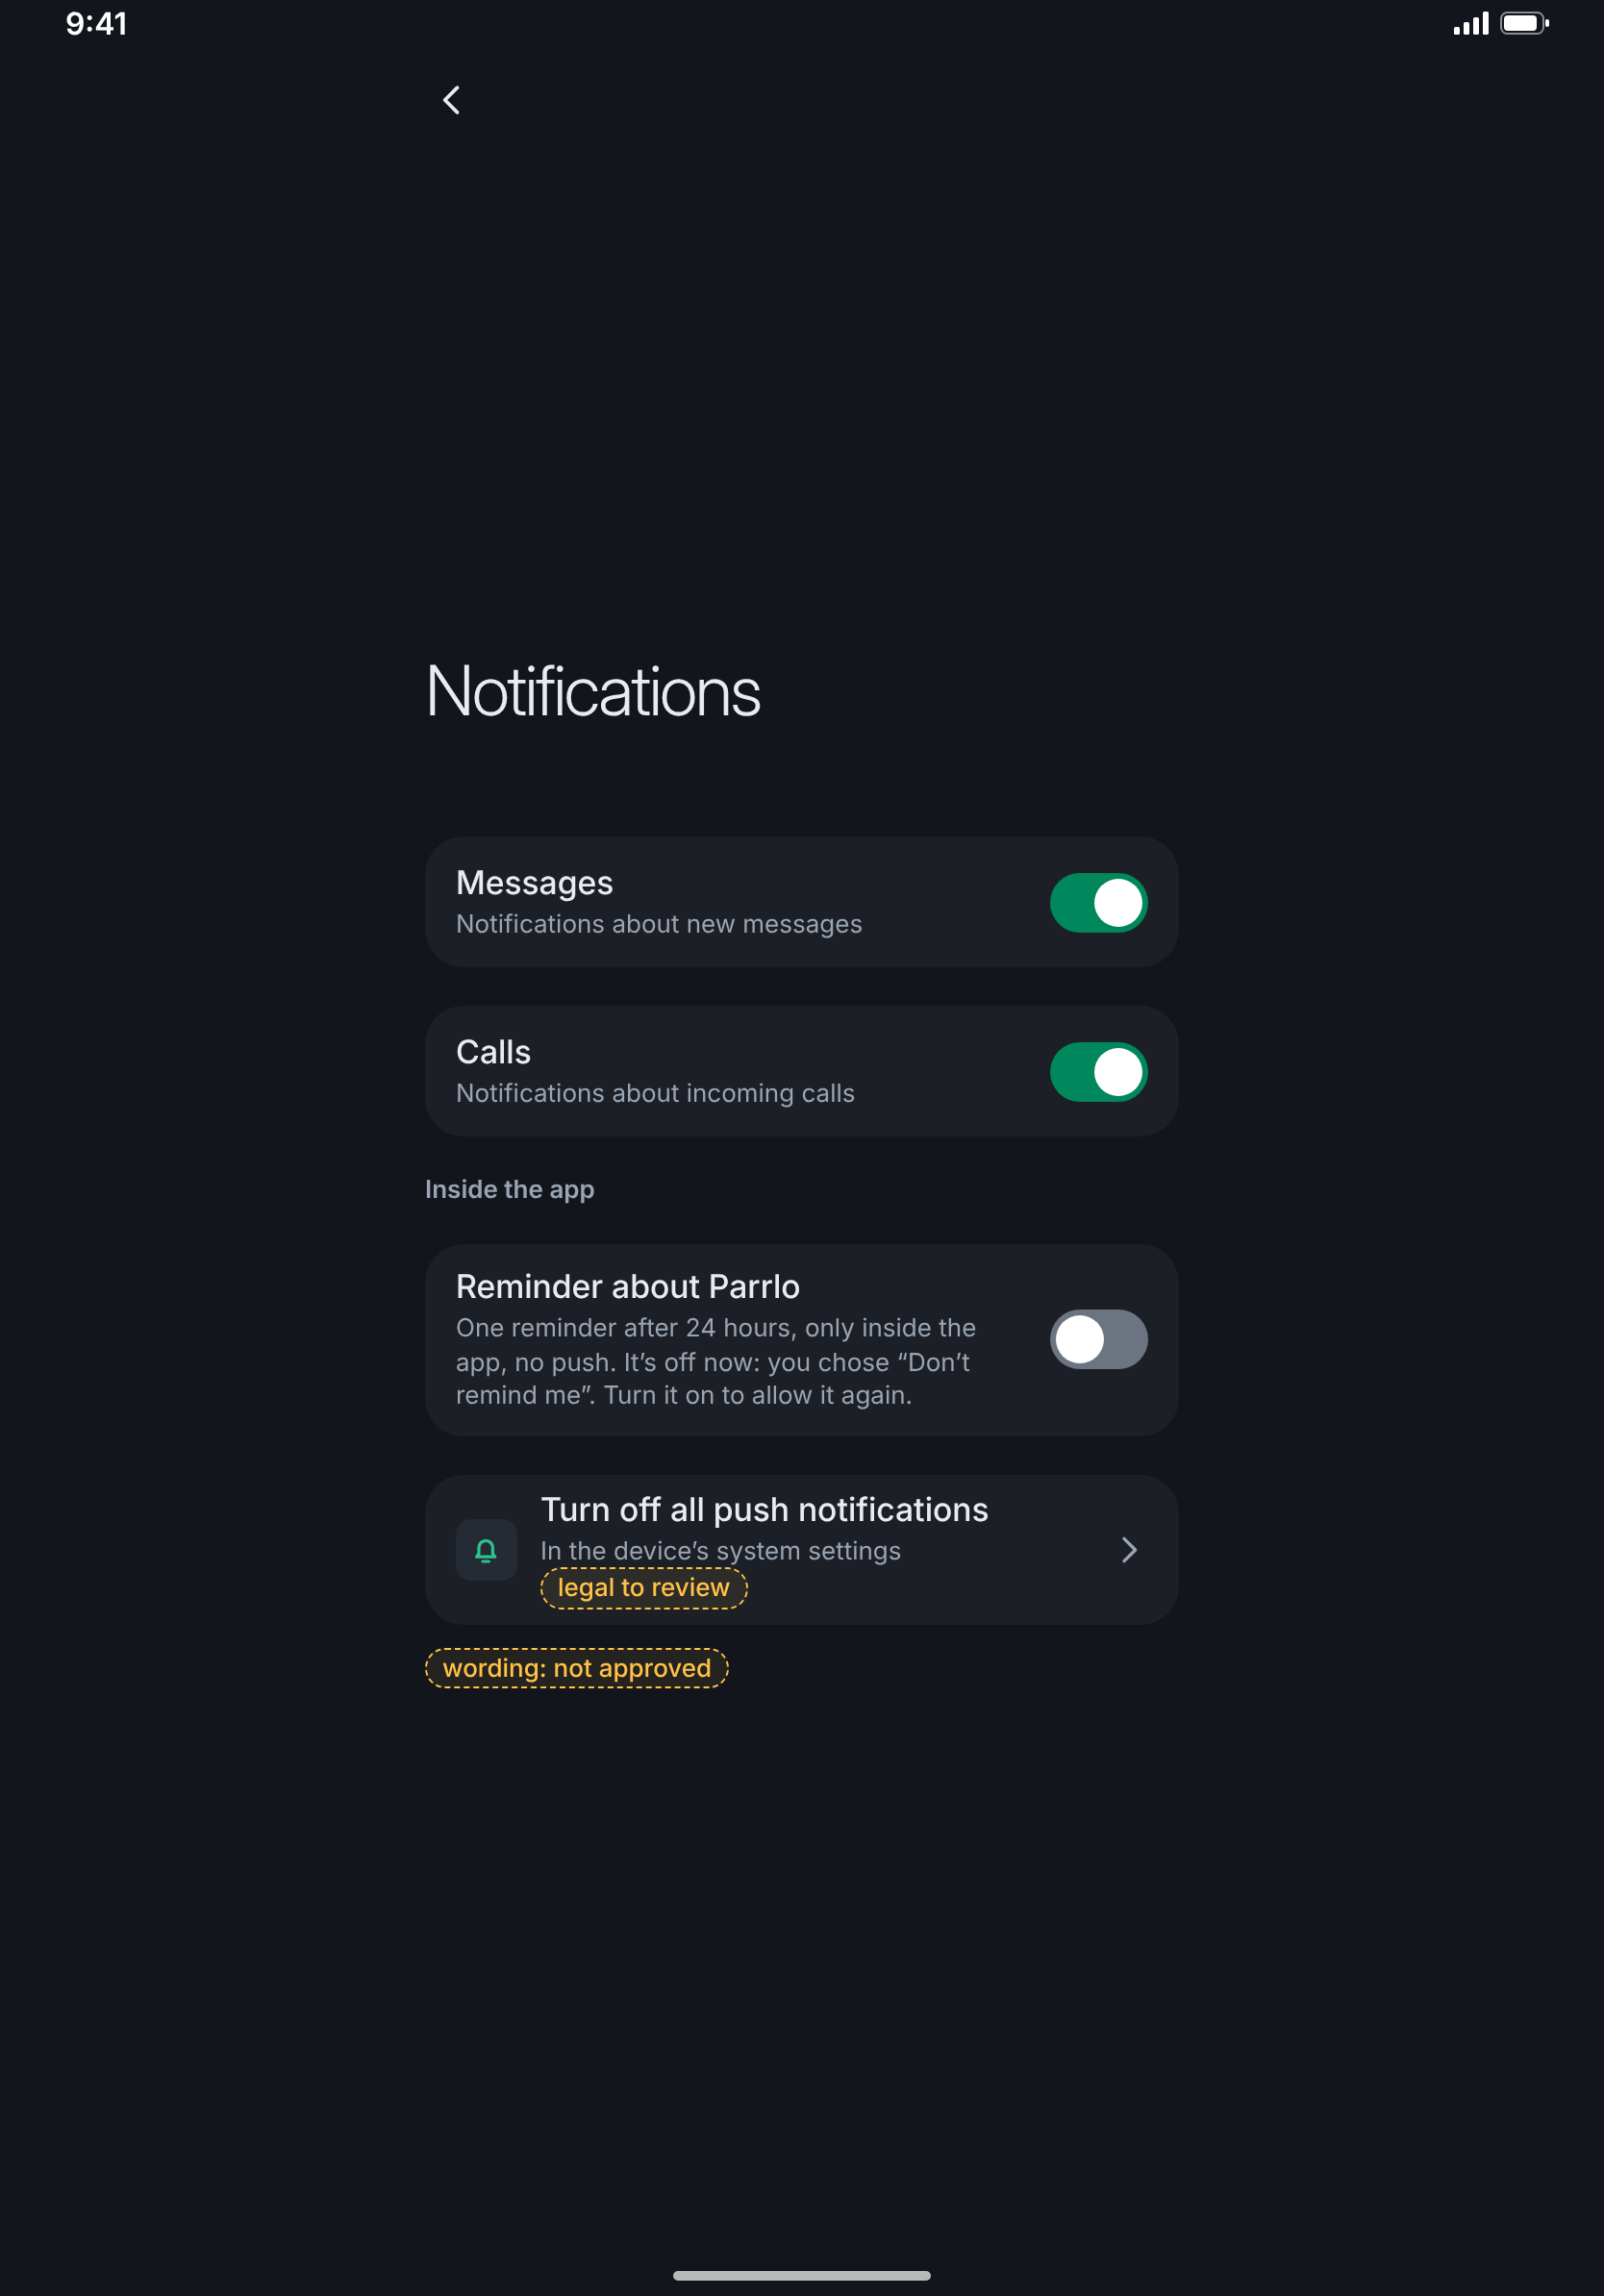 9:41
Notifications
Messages
Notifications about new messages
Calls
Notifications about incoming calls
Inside the app
Reminder about Parrlo
One reminder after 24 hours, only inside the
app, no push. It’s off now: you chose “Don’t
remind me”. Turn it on to allow it again.
Turn off all push notifications
In the device’s system settings
legal to review
wording: not approved